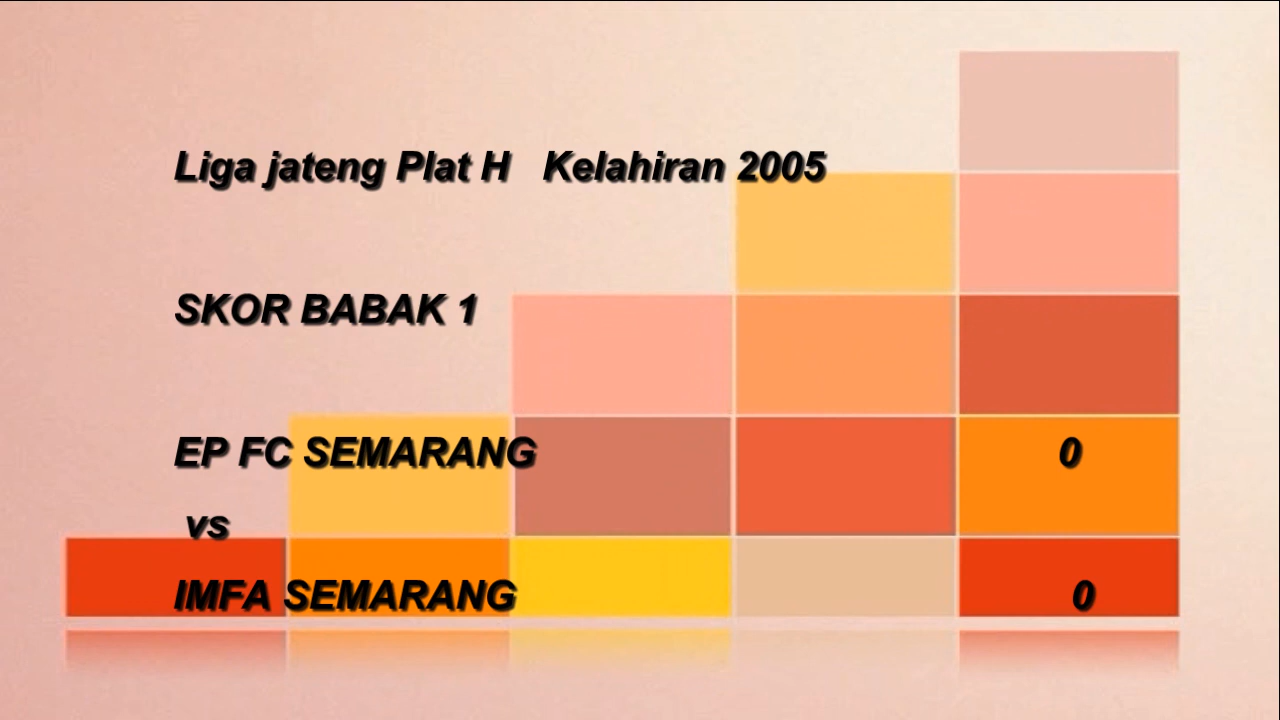 Liga jateng Plat H Kelahiran 2005
SKOR BABAK 1
EP FC SEMARANG 0
vs
IMFA SEMARANG 0